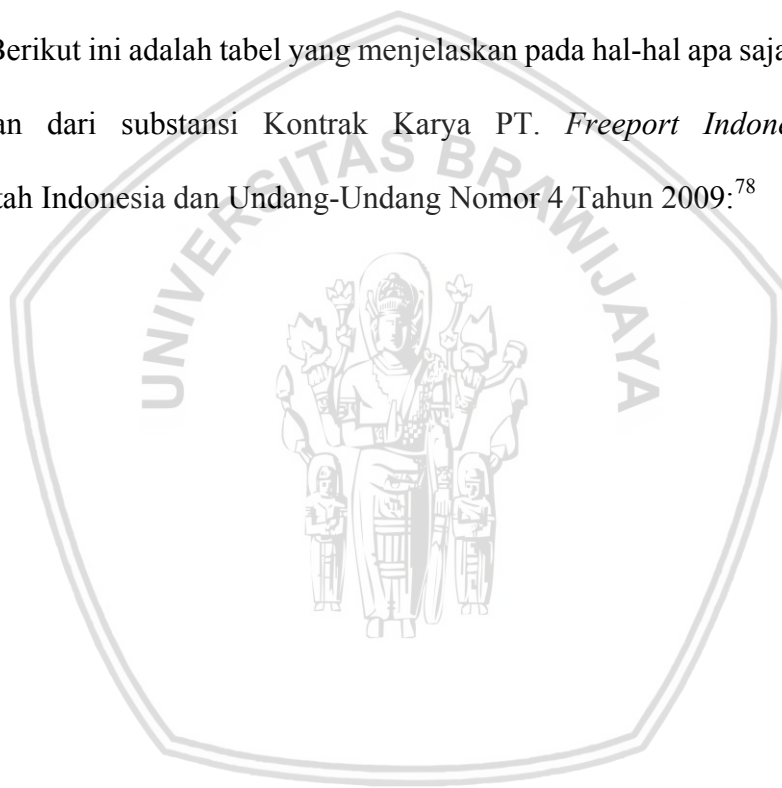 Berikut ini adalah tabel yang menjelaskan pada hal-hal apa saja
an dari substansi Kontrak Karya PT. Freeport Indone
tah Indonesia dan Undang-Undang Nomor 4 Tahun 2009:78
UNIVERSITAS BRAWIJAYA